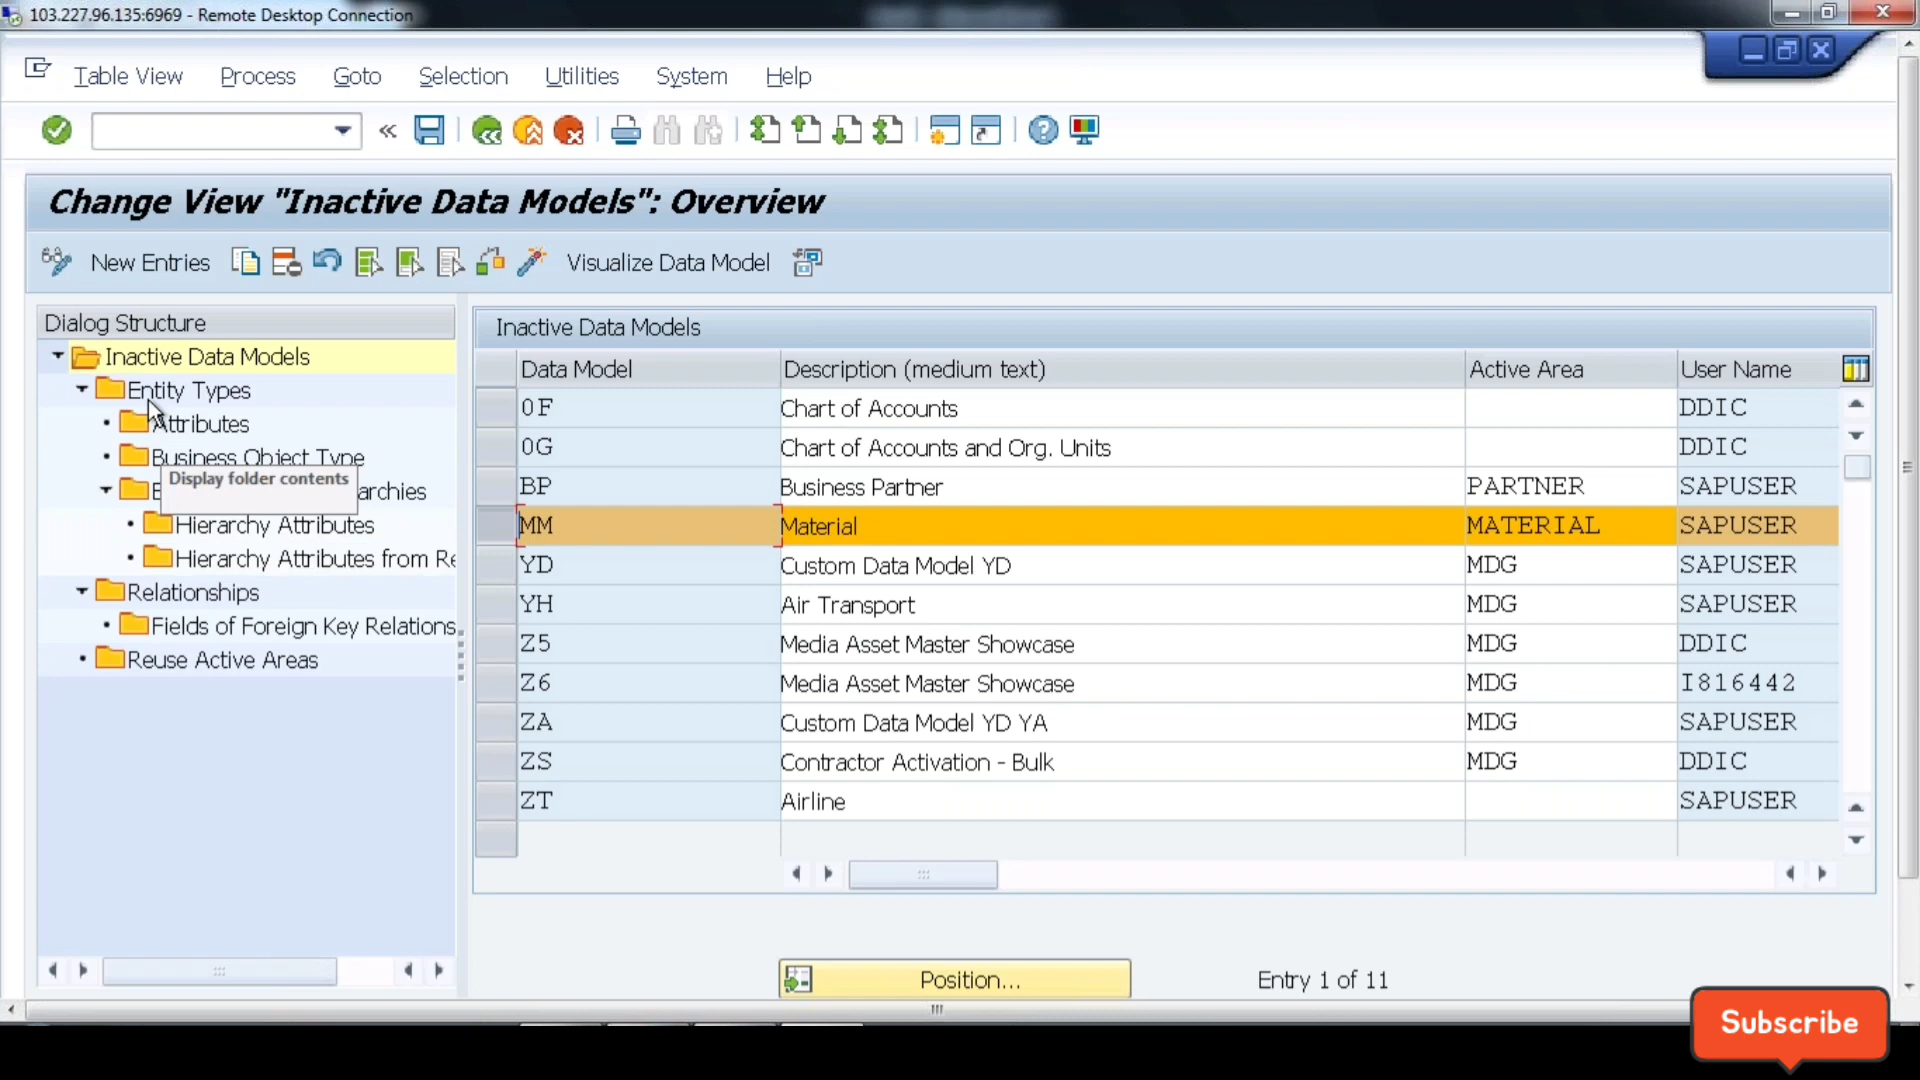 103.227.96.135:6969 - Remote Desktop Connection
Table View Process Goto Selection Utilities System Help
Change View "Inactive Data Models": Overview
New Entries Visualize Data Model
Dialog Structure
Inactive Data Models
Entity Types
Attributes
Business Object Type
Display folder contents
archies
Hierarchy Attributes
Hierarchy Attributes from Re
Relationships
Fields of Foreign Key Relations
Reuse Active Areas
Inactive Data Models
Data Model Description (medium text) Active Area User Name
0F Chart of Accounts DDIC
0G Chart of Accounts and Org. Units DDIC
BP Business Partner PARTNER SAPUSER
MM Material MATERIAL SAPUSER
YD Custom Data Model YD MDG SAPUSER
YH Air Transport MDG SAPUSER
Z5 Media Asset Master Showcase MDG DDIC
Z6 Media Asset Master Showcase MDG I816442
ZA Custom Data Model YD YA MDG SAPUSER
ZS Contractor Activation - Bulk MDG DDIC
ZT Airline SAPUSER
Position... Entry 1 of 11
Subscribe